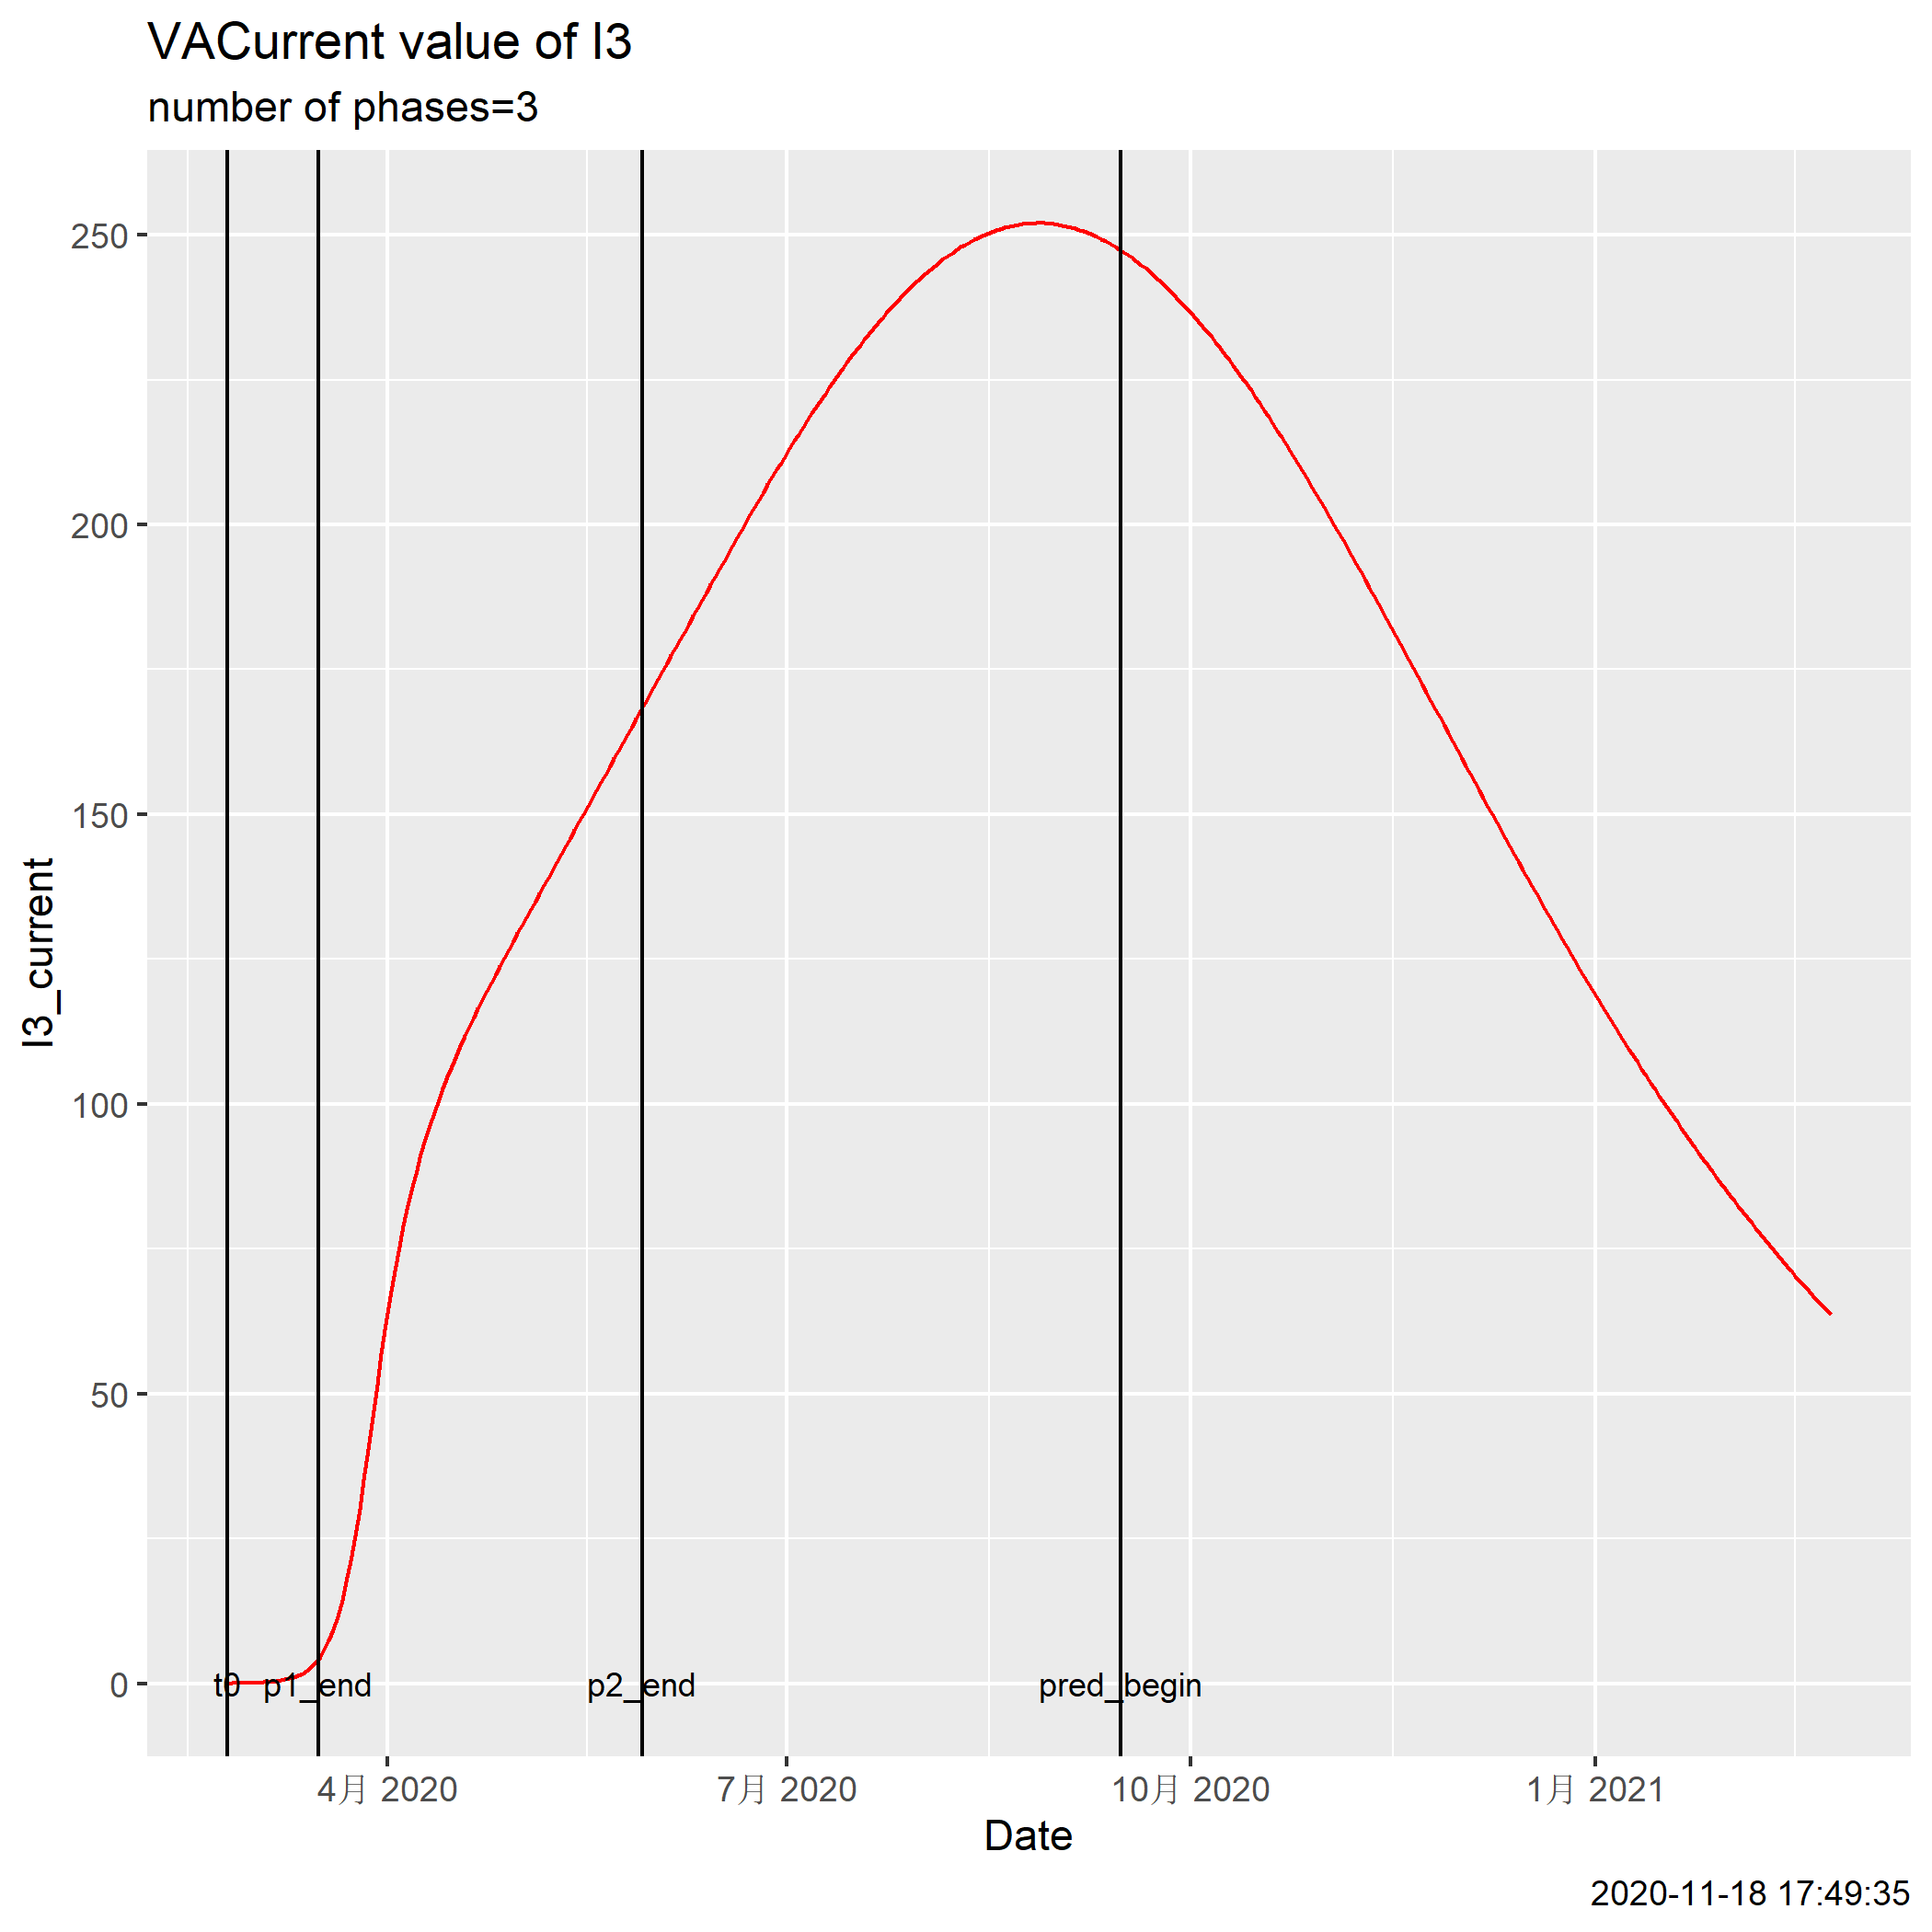 VACurrent value of I3
number of phases=3
I3_current
250
200
150
100
50
0
t0
p1_end
p2_end
pred_begin
4月 2020
7月 2020
10月 2020
1月 2021
Date
2020-11-18 17:49:35